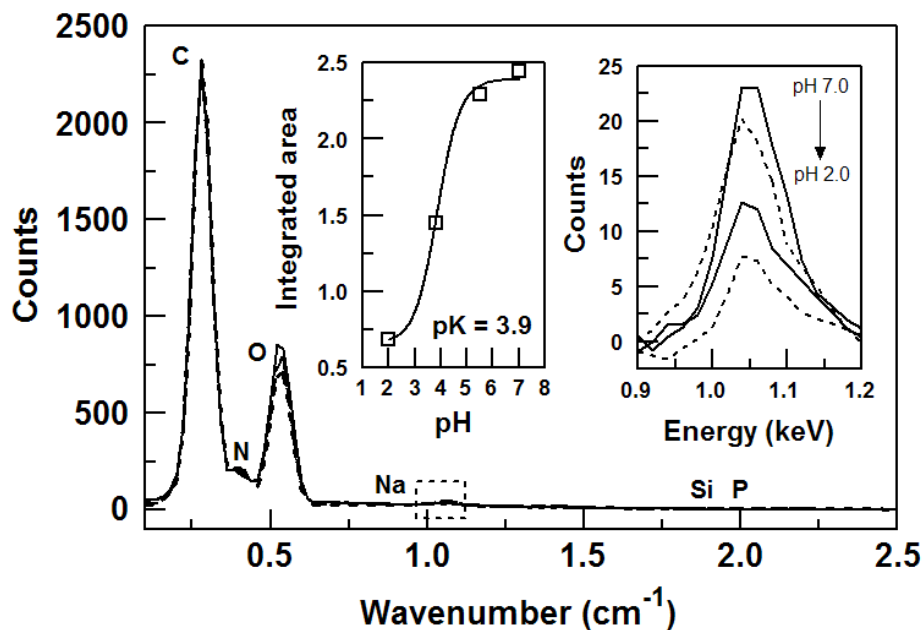 2500
2000
1500
1000
500
0
Counts
C
N
O
Na
Si P
0.5 1.0 1.5 2.0 2.5
Wavenumber (cm⁻¹)
2.5
2.0
1.5
1.0
0.5
Integrated area
pK = 3.9
1 2 3 4 5 6 7 8
pH
25
20
15
10
5
0
Counts
pH 7.0
pH 2.0
0.9 1.0 1.1 1.2
Energy (keV)